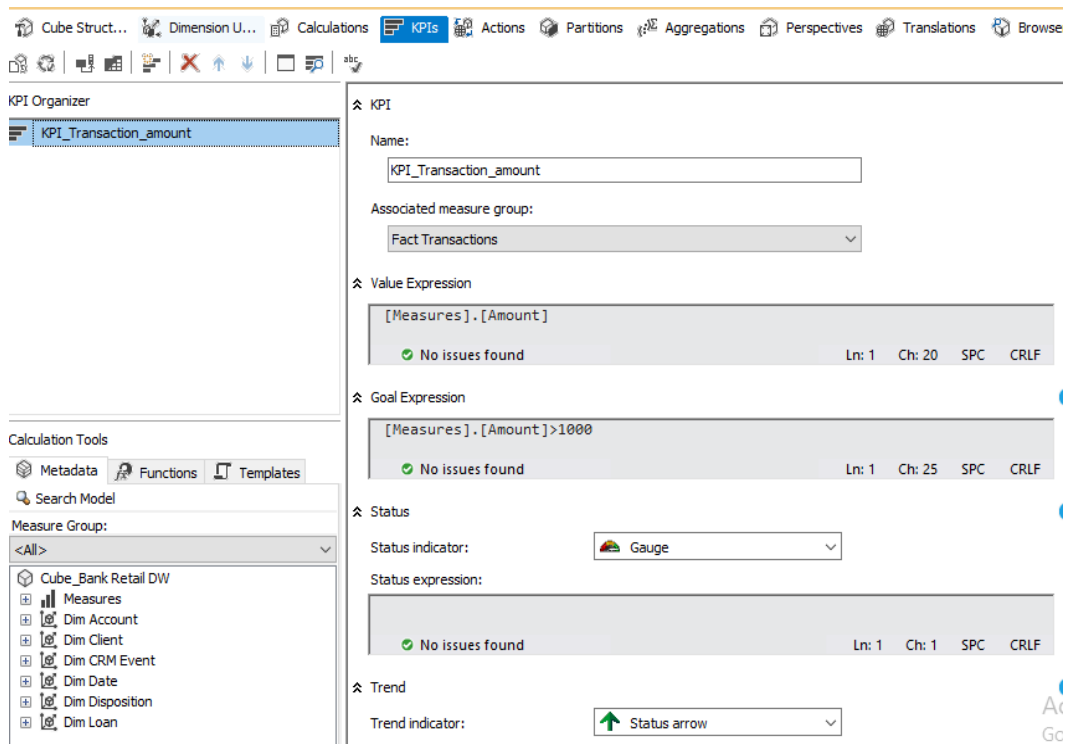 Cube Struct... Dimension U... Calculations KPIs Actions Partitions Aggregations Perspectives Translations Browse
abc
KPI Organizer
KPI_Transaction_amount
Calculation Tools
Metadata Functions Templates
Search Model
Measure Group:
<All>
Cube_Bank Retail DW
Measures
Dim Account
Dim Client
Dim CRM Event
Dim Date
Dim Disposition
Dim Loan
KPI
Name:
KPI_Transaction_amount
Associated measure group:
Fact Transactions
Value Expression
[Measures].[Amount]
No issues found Ln: 1 Ch: 20 SPC CRLF
Goal Expression
[Measures].[Amount]>1000
No issues found Ln: 1 Ch: 25 SPC CRLF
Status
Status indicator: Gauge
Status expression:
No issues found Ln: 1 Ch: 1 SPC CRLF
Trend
Trend indicator: Status arrow